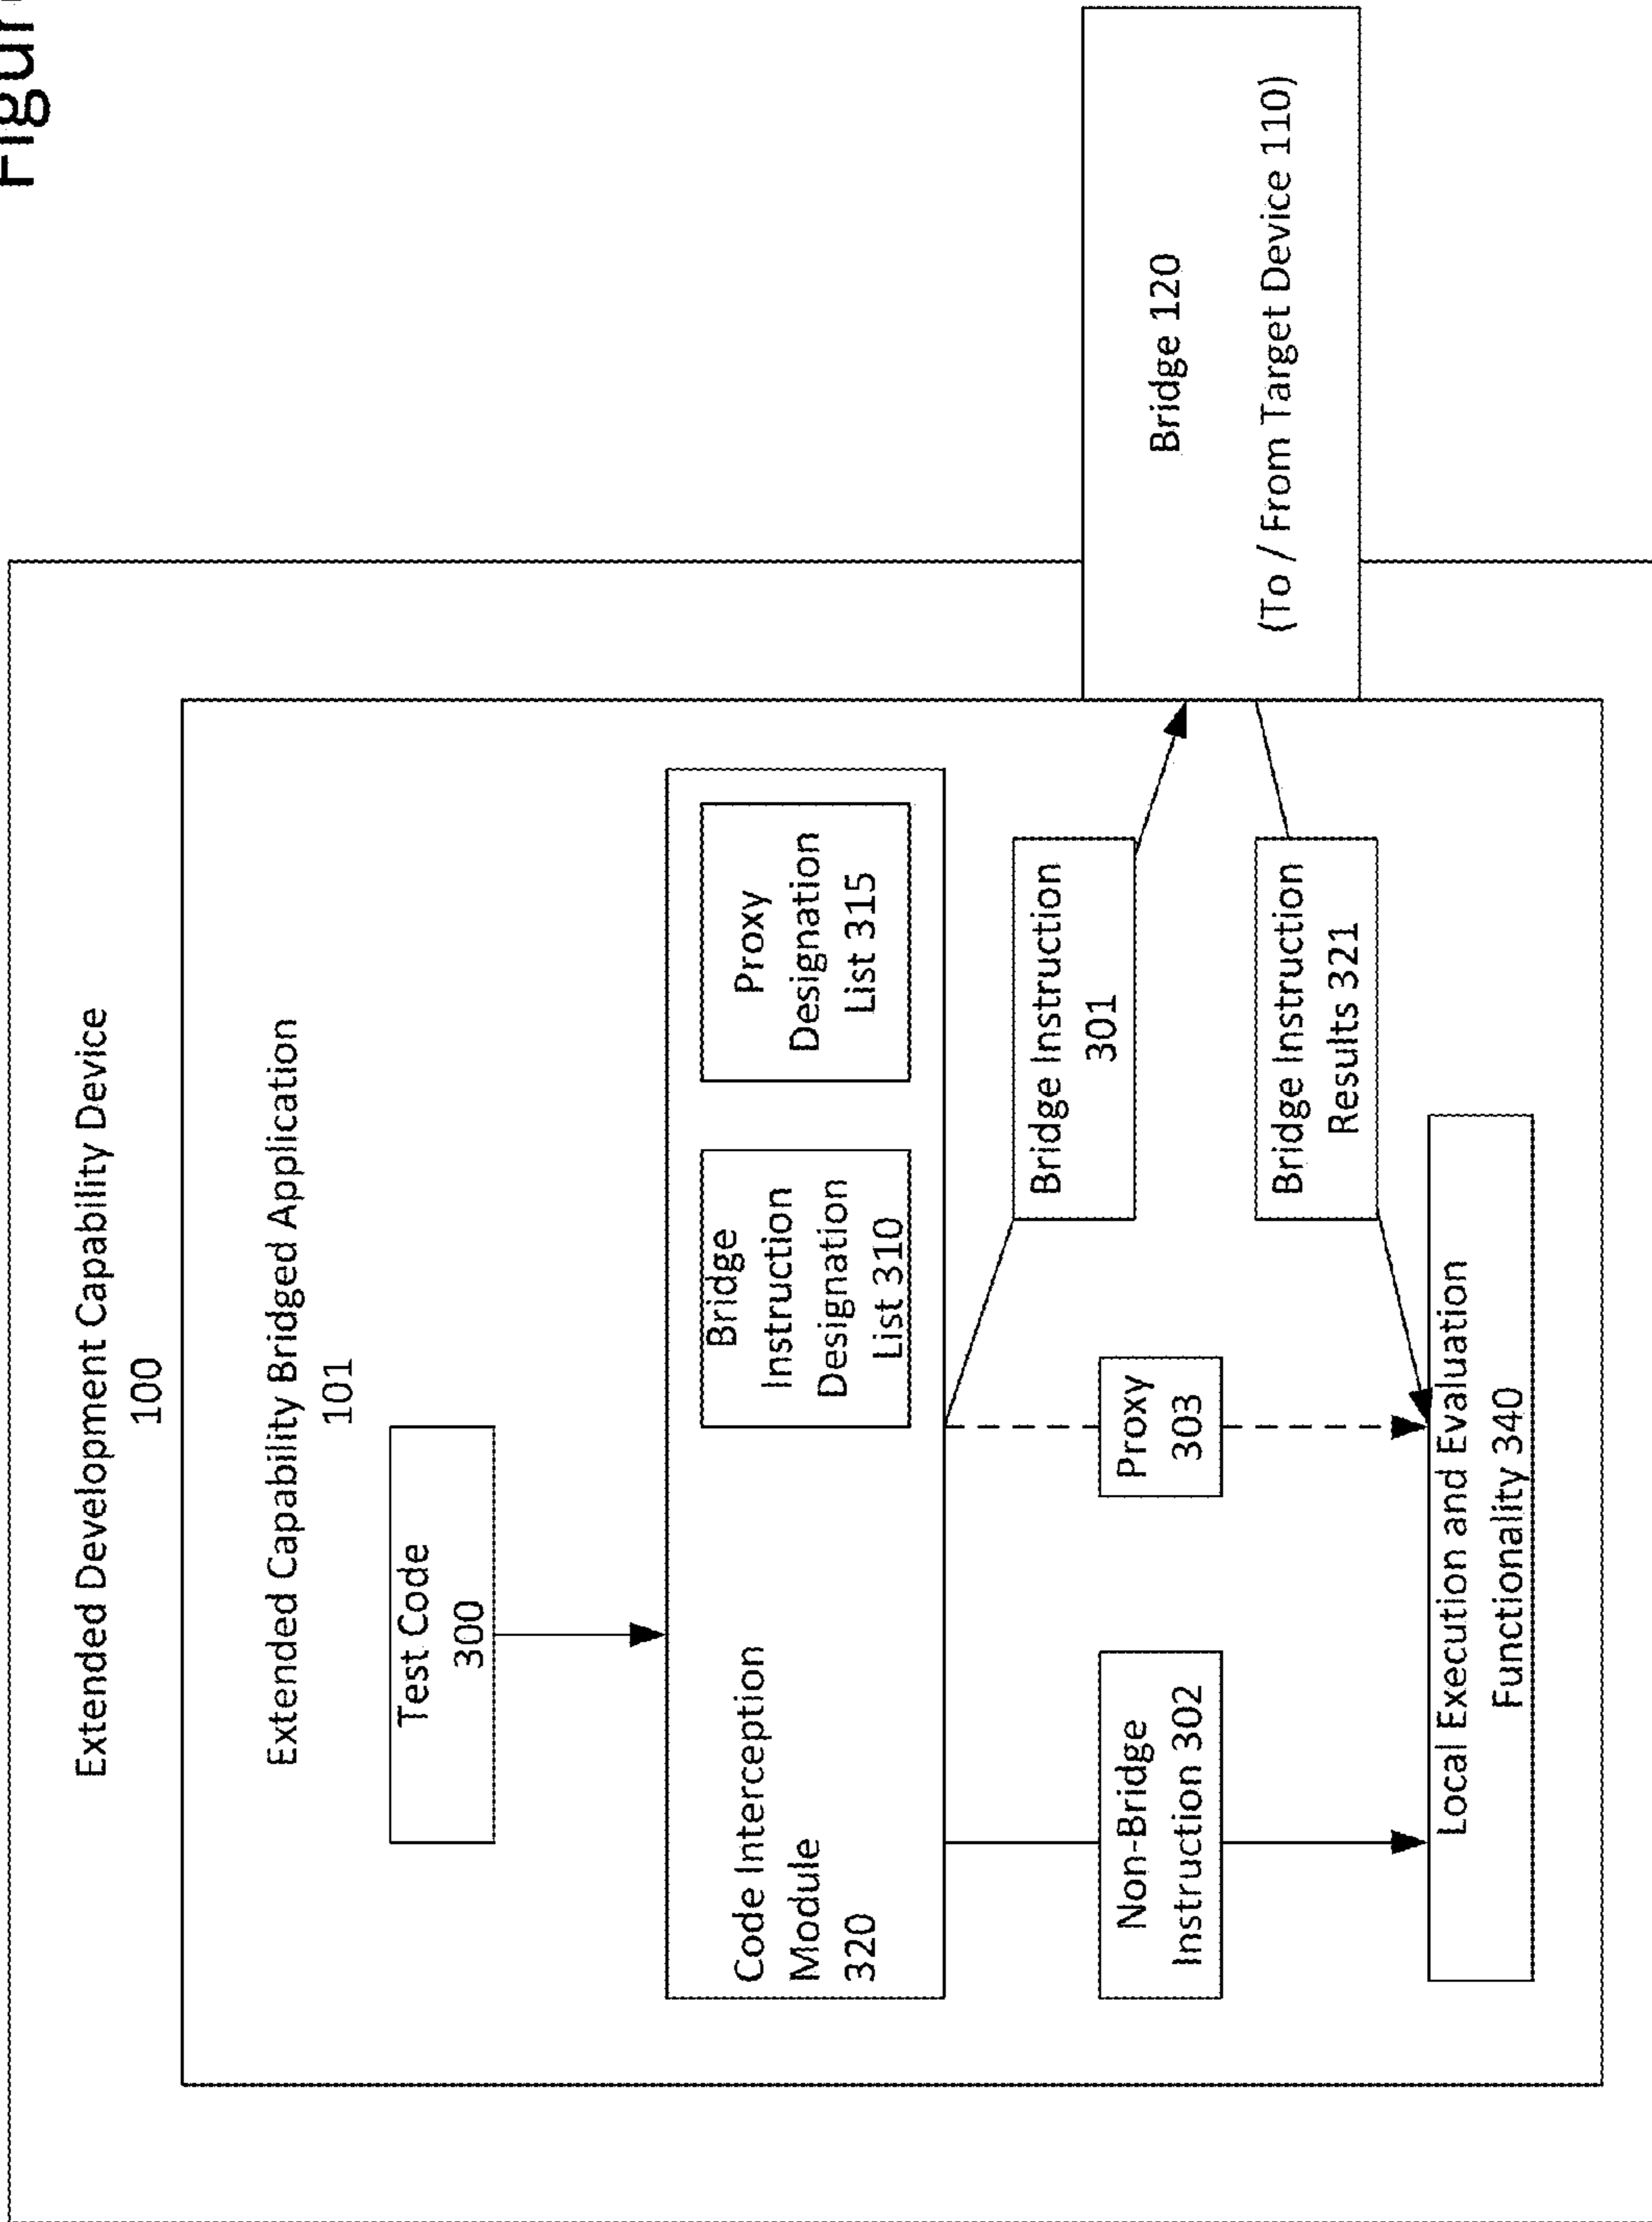 Extended Development Capability Device
100
Extended Capability Bridged Application
101
Test Code
300
Code Interception
Module
320
Bridge
Instruction
Designation
List 310
Proxy
Designation
List 315
Non-Bridge
Instruction 302
Proxy
303
Bridge Instruction
301
Bridge Instruction
Results 321
Local Execution and Evaluation
Functionality 340
Bridge 120
(To / From Target Device 110)